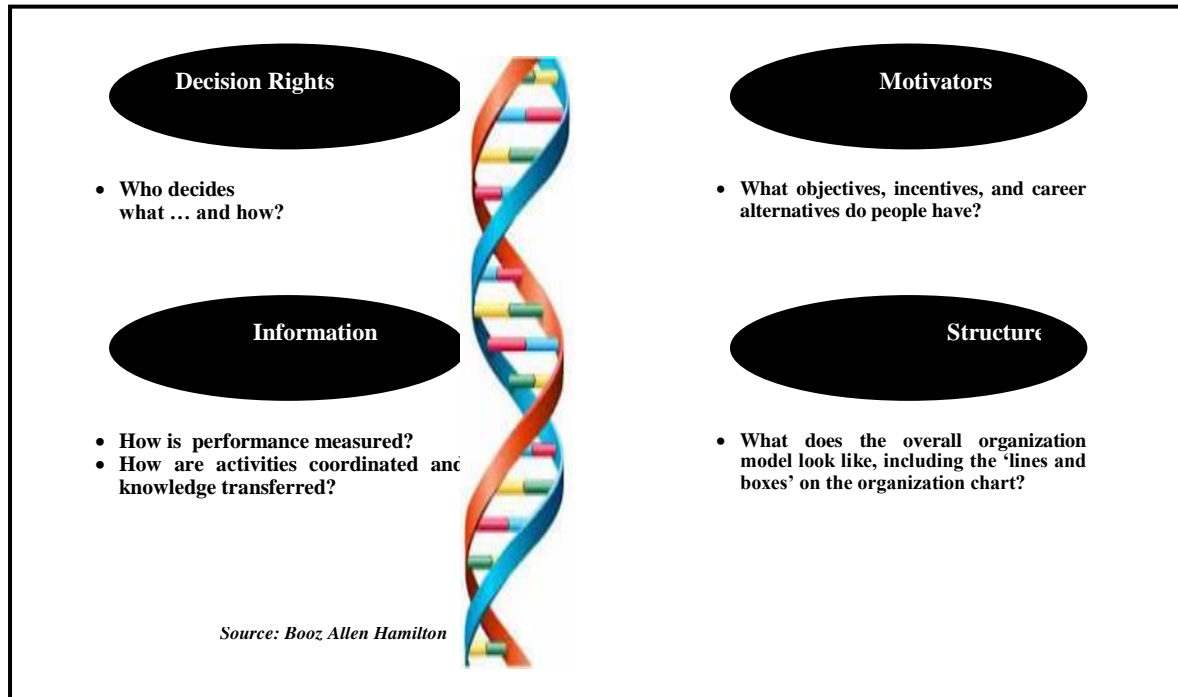 Decision Rights
• Who decides
what … and how?
Information
• How is performance measured?
• How are activities coordinated and
knowledge transferred?
Source: Booz Allen Hamilton
Motivators
• What objectives, incentives, and career
alternatives do people have?
Structure
• What does the overall organization
model look like, including the ‘lines and
boxes’ on the organization chart?